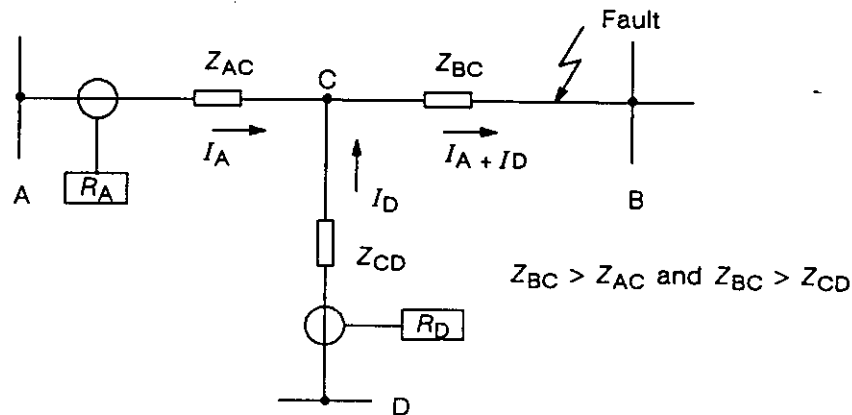 Fault
Z_AC
C
Z_BC
I_A
I_A + I_D
A
R_A
I_D
B
Z_CD
Z_BC > Z_AC and Z_BC > Z_CD
R_D
D